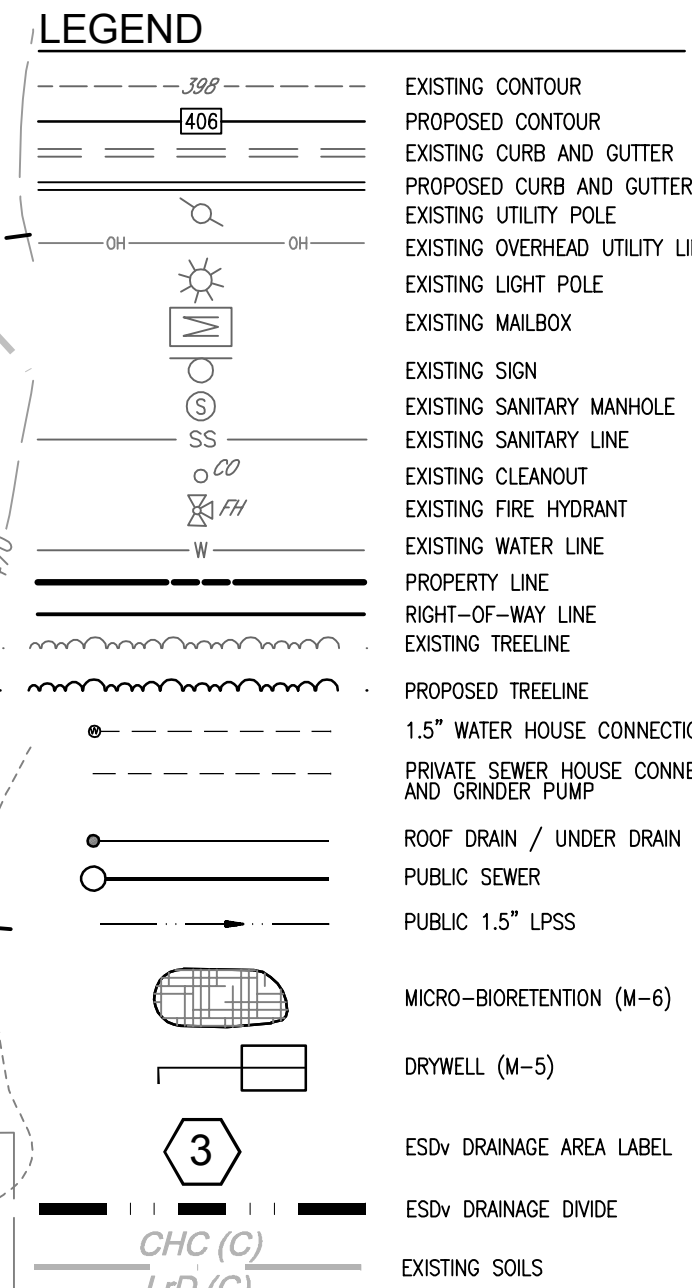 LEGEND
398 EXISTING CONTOUR
406 PROPOSED CONTOUR
EXISTING CURB AND GUTTER
PROPOSED CURB AND GUTTER
EXISTING UTILITY POLE
OH OH EXISTING OVERHEAD UTILITY
EXISTING LIGHT POLE
EXISTING MAILBOX
EXISTING SIGN
S EXISTING SANITARY MANHOLE
SS EXISTING SANITARY LINE
CO EXISTING CLEANOUT
FH EXISTING FIRE HYDRANT
W EXISTING WATER LINE
PROPERTY LINE
RIGHT-OF-WAY LINE
EXISTING TREELINE
PROPOSED TREELINE
W 1.5" WATER HOUSE
PRIVATE SEWER HOUSE
AND GRINDER PUMP
ROOF DRAIN / UNDER DRAIN
PUBLIC SEWER
PUBLIC 1.5" LPSS
MICRO-BIORETENTION (M-6)
DRYWELL (M-5)
3 ESDv DRAINAGE AREA LABEL
ESDv DRAINAGE DIVIDE
CHC (C)
EXISTING SOILS
LrD (C)